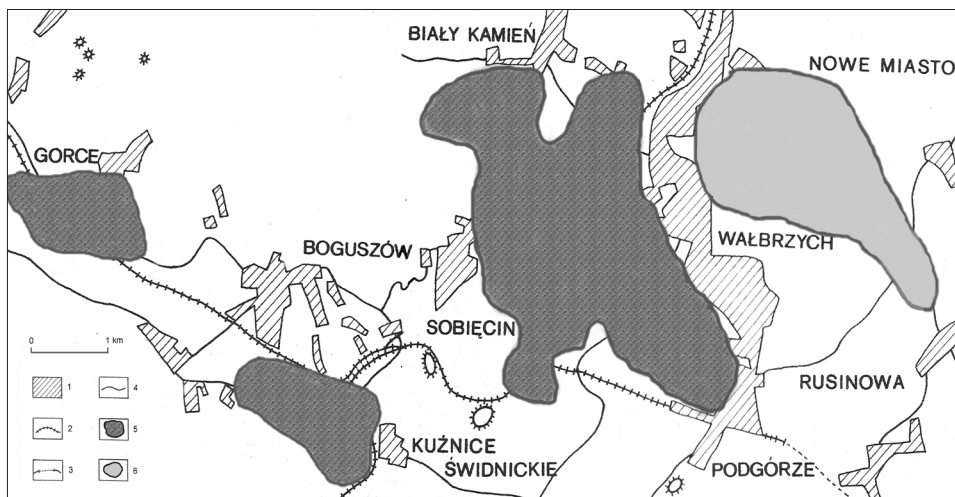 BIAŁY KAMIEŃ
NOWE MIASTO
GORCE
BOGUSZÓW
WAŁBRZYCH
SOBIĘCIN
0 1 km
RUSINOWA
1 4
2 5
3 6
KUŹNICE
ŚWIDNICKIE
PODGÓRZE